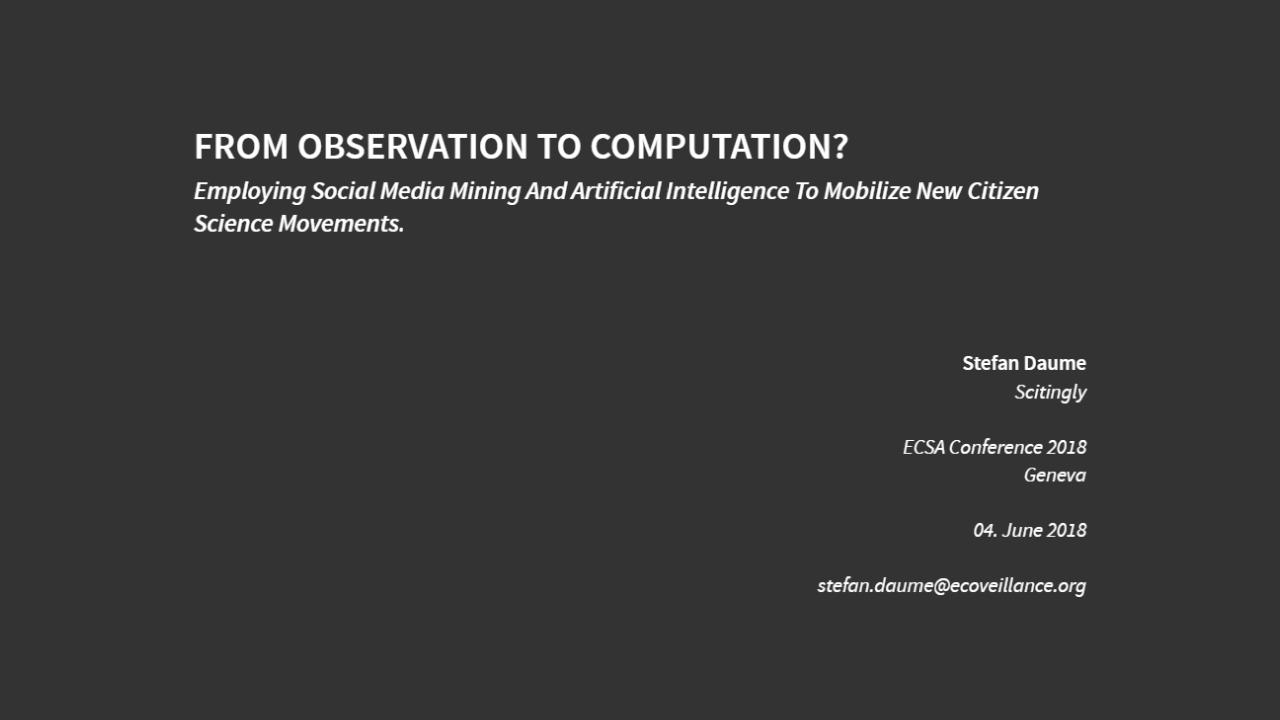 FROM OBSERVATION TO COMPUTATION?
Employing Social Media Mining And Artificial Intelligence To Mobilize New Citizen
Science Movements.
Stefan Daume
Scitingly
ECSA Conference 2018
Geneva
04. June 2018
stefan.daume@ecoveillance.org